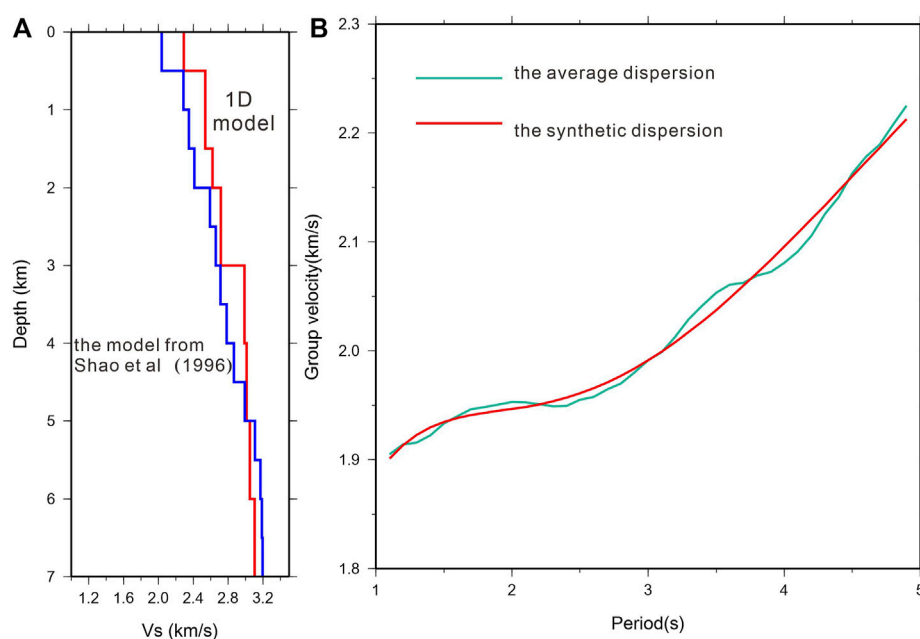 A
0
1
2
3
4
5
6
7
Depth (km)
1D
model
the model from
Shao et al (1996)
1.2 1.6 2.0 2.4 2.8 3.2
Vs (km/s)
B
2.3
2.2
2.1
2.0
1.9
1.8
Group velocity(km/s)
the average dispersion
the synthetic dispersion
1 2 3 4 5
Period(s)